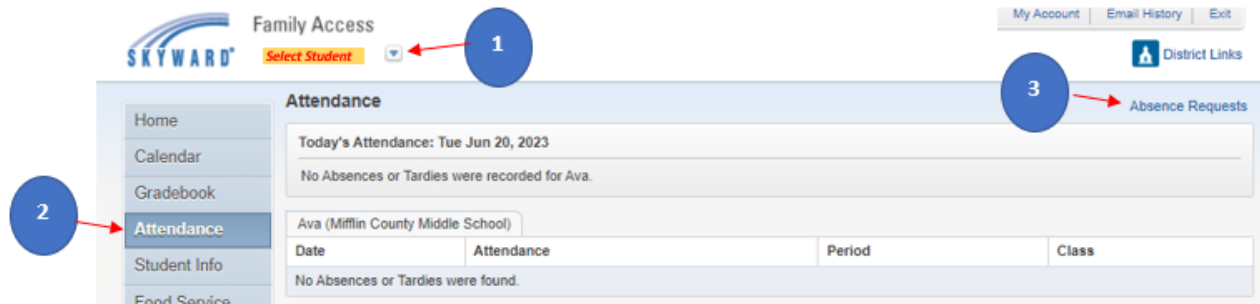 Family Access
My Account Email History Exit
SKYWARD®
Select Student
1
District Links
3
Absence Requests
Attendance
Home
Today's Attendance: Tue Jun 20, 2023
Calendar
No Absences or Tardies were recorded for Ava.
Gradebook
2
Attendance
Ava (Mifflin County Middle School)
Date Attendance Period Class
Student Info
No Absences or Tardies were found.
Food Service